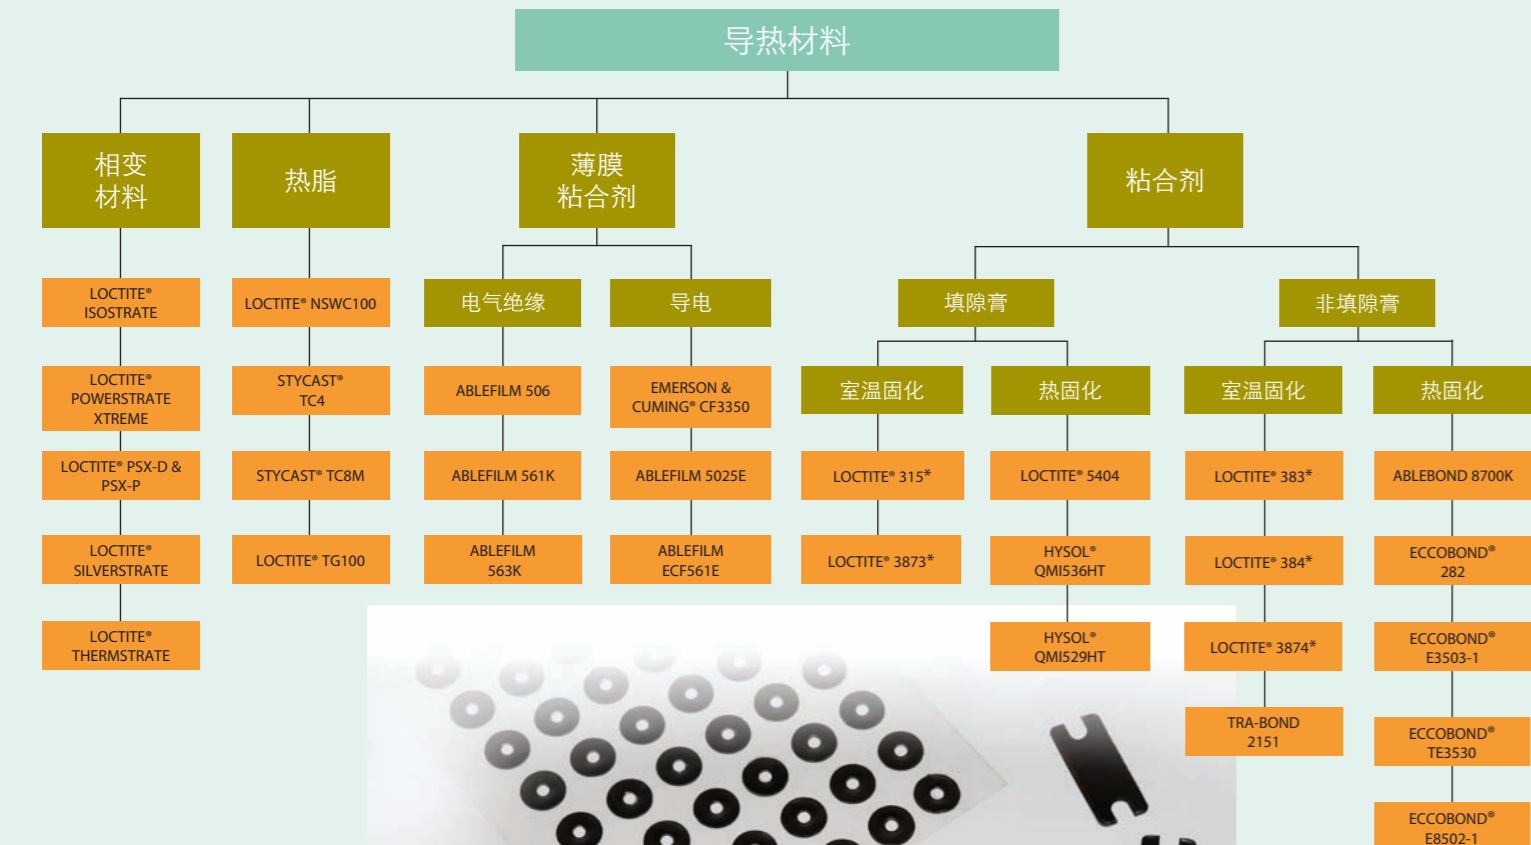 导热材料
相变
材料
热脂
薄膜
粘合剂
粘合剂
电气绝缘
导电
填隙膏
非填隙膏
室温固化
热固化
室温固化
热固化
LOCTITE®
ISOSTRATE
LOCTITE®
POWERSTRATE
XTREME
LOCTITE® PSX-D &
PSX-P
LOCTITE®
SILVERSTRATE
LOCTITE®
THERMSTRATE
LOCTITE® NSWC100
STYCAST®
TC4
STYCAST® TC8M
LOCTITE® TG100
ABLEFILM 506
ABLEFILM 561K
ABLEFILM
563K
EMERSON &
CUMING® CF3350
ABLEFILM 5025E
ABLEFILM
ECF561E
LOCTITE® 315*
LOCTITE® 3873*
LOCTITE® 5404
HYSOL®
QMI536HT
HYSOL®
QMI529HT
LOCTITE® 383*
LOCTITE® 384*
LOCTITE® 3874*
TRA-BOND
2151
ABLEBOND 8700K
ECCOBOND®
282
ECCOBOND®
E3503-1
ECCOBOND®
TE3530
ECCOBOND®
E8502-1